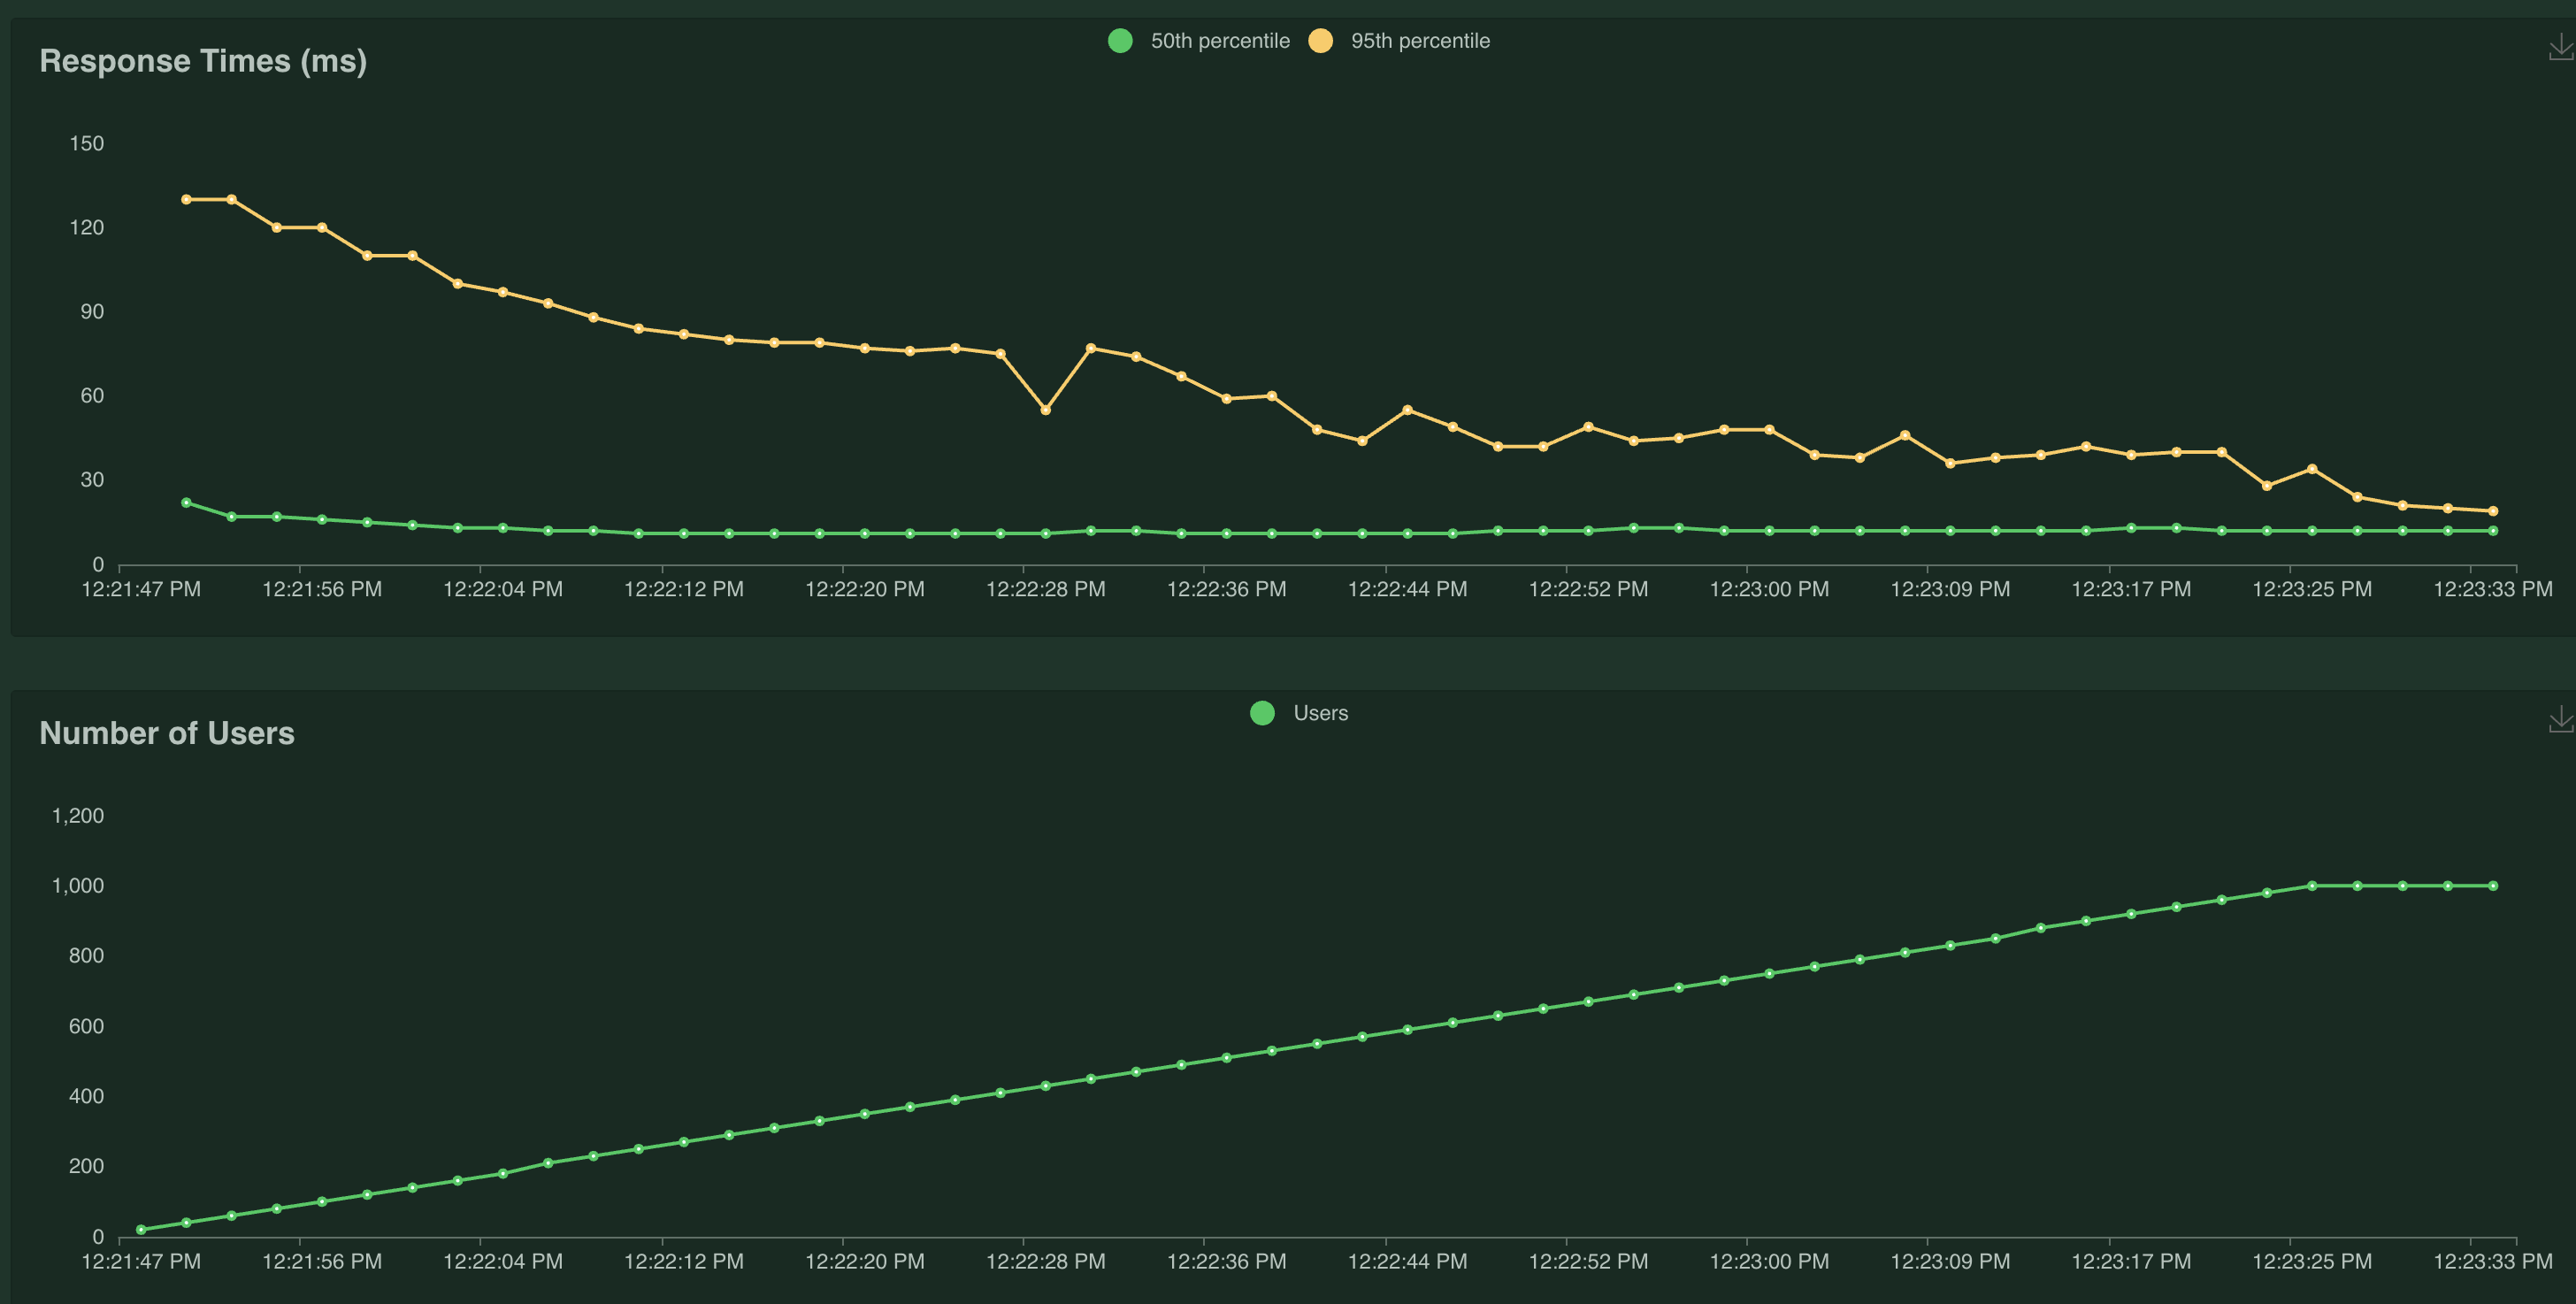 Response Times (ms)
50th percentile
95th percentile
150
120
90
60
30
0
12:21:47 PM 12:21:56 PM 12:22:04 PM 12:22:12 PM 12:22:20 PM 12:22:28 PM 12:22:36 PM 12:22:44 PM 12:22:52 PM 12:23:00 PM 12:23:09 PM 12:23:17 PM 12:23:25 PM 12:23:33 PM
Number of Users
Users
1,200
1,000
800
600
400
200
0
12:21:47 PM 12:21:56 PM 12:22:04 PM 12:22:12 PM 12:22:20 PM 12:22:28 PM 12:22:36 PM 12:22:44 PM 12:22:52 PM 12:23:00 PM 12:23:09 PM 12:23:17 PM 12:23:25 PM 12:23:33 PM